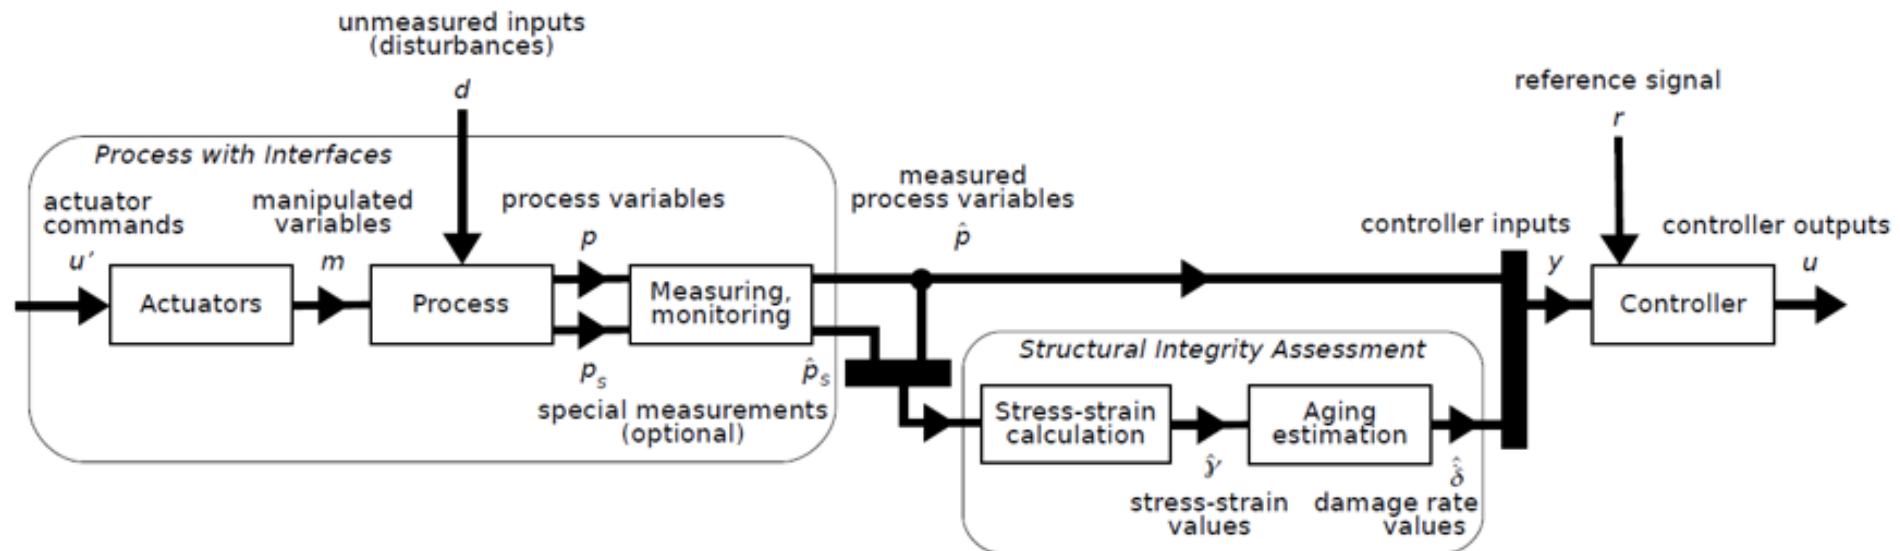 unmeasured inputs
(disturbances)
d
reference signal
r
Process with Interfaces
actuator
commands
u’
manipulated
variables
m
process variables
p
measured
process variables
p̂
controller inputs
y
controller outputs
u
Actuators
Process
Measuring,
monitoring
Controller
pₛ
p̂ₛ
special measurements
(optional)
Structural Integrity Assessment
Stress-strain
calculation
Aging
estimation
γ̂
stress-strain
values
δ̇̂
damage rate
values